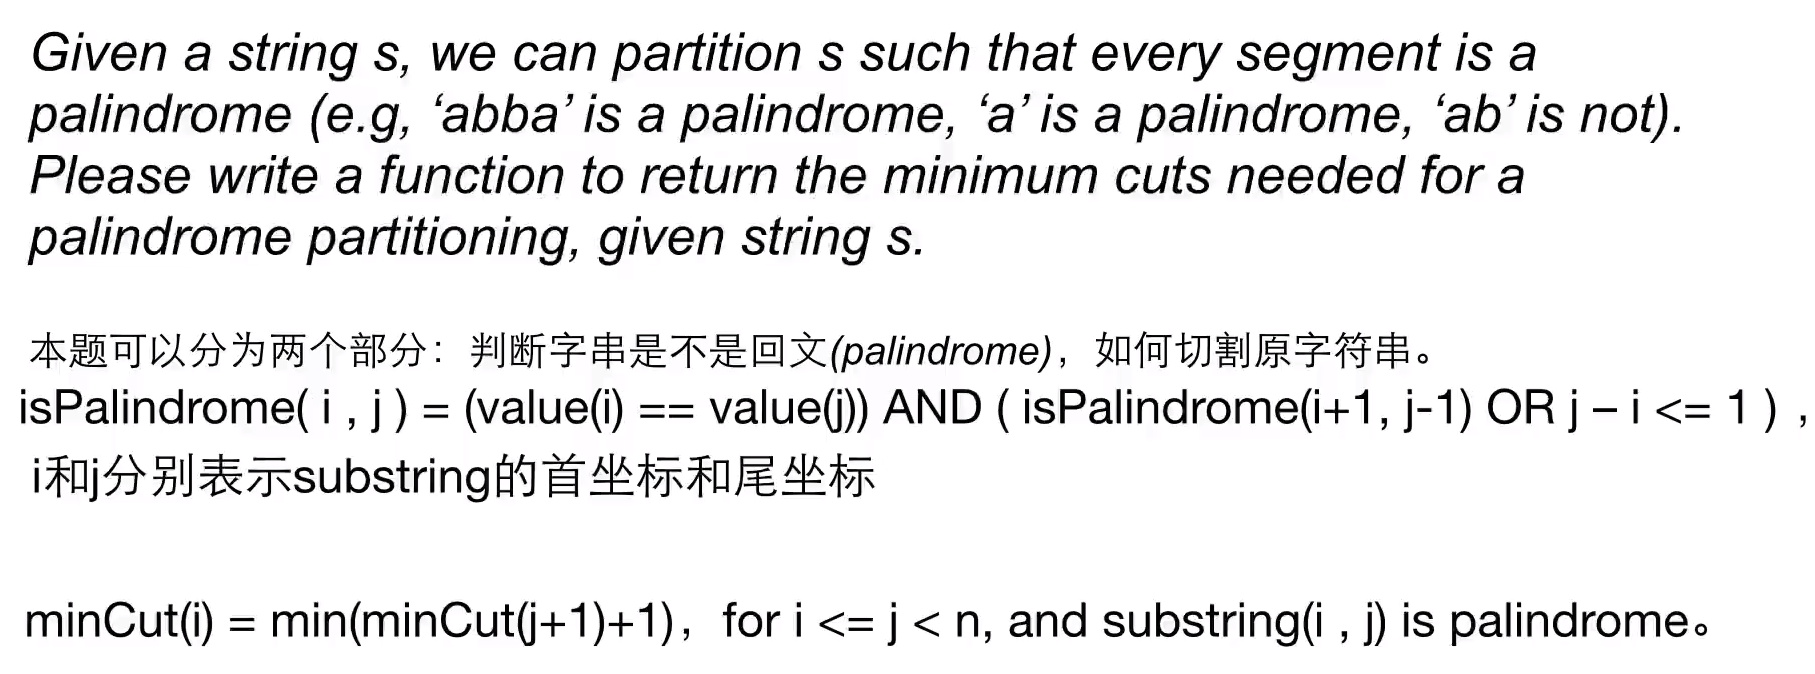 Given a string s, we can partition s such that every segment is a
palindrome (e.g, ‘abba’ is a palindrome, ‘a’ is a palindrome, ‘ab’ is not).
Please write a function to return the minimum cuts needed for a
palindrome partitioning, given string s.
本题可以分为两个部分：判断字串是不是回文(palindrome)，如何切割原字符串。
isPalindrome( i , j ) = (value(i) == value(j)) AND ( isPalindrome(i+1, j-1) OR j – i <= 1 ) ,
i和j分别表示substring的首坐标和尾坐标
minCut(i) = min(minCut(j+1)+1)，for i <= j < n, and substring(i , j) is palindrome。